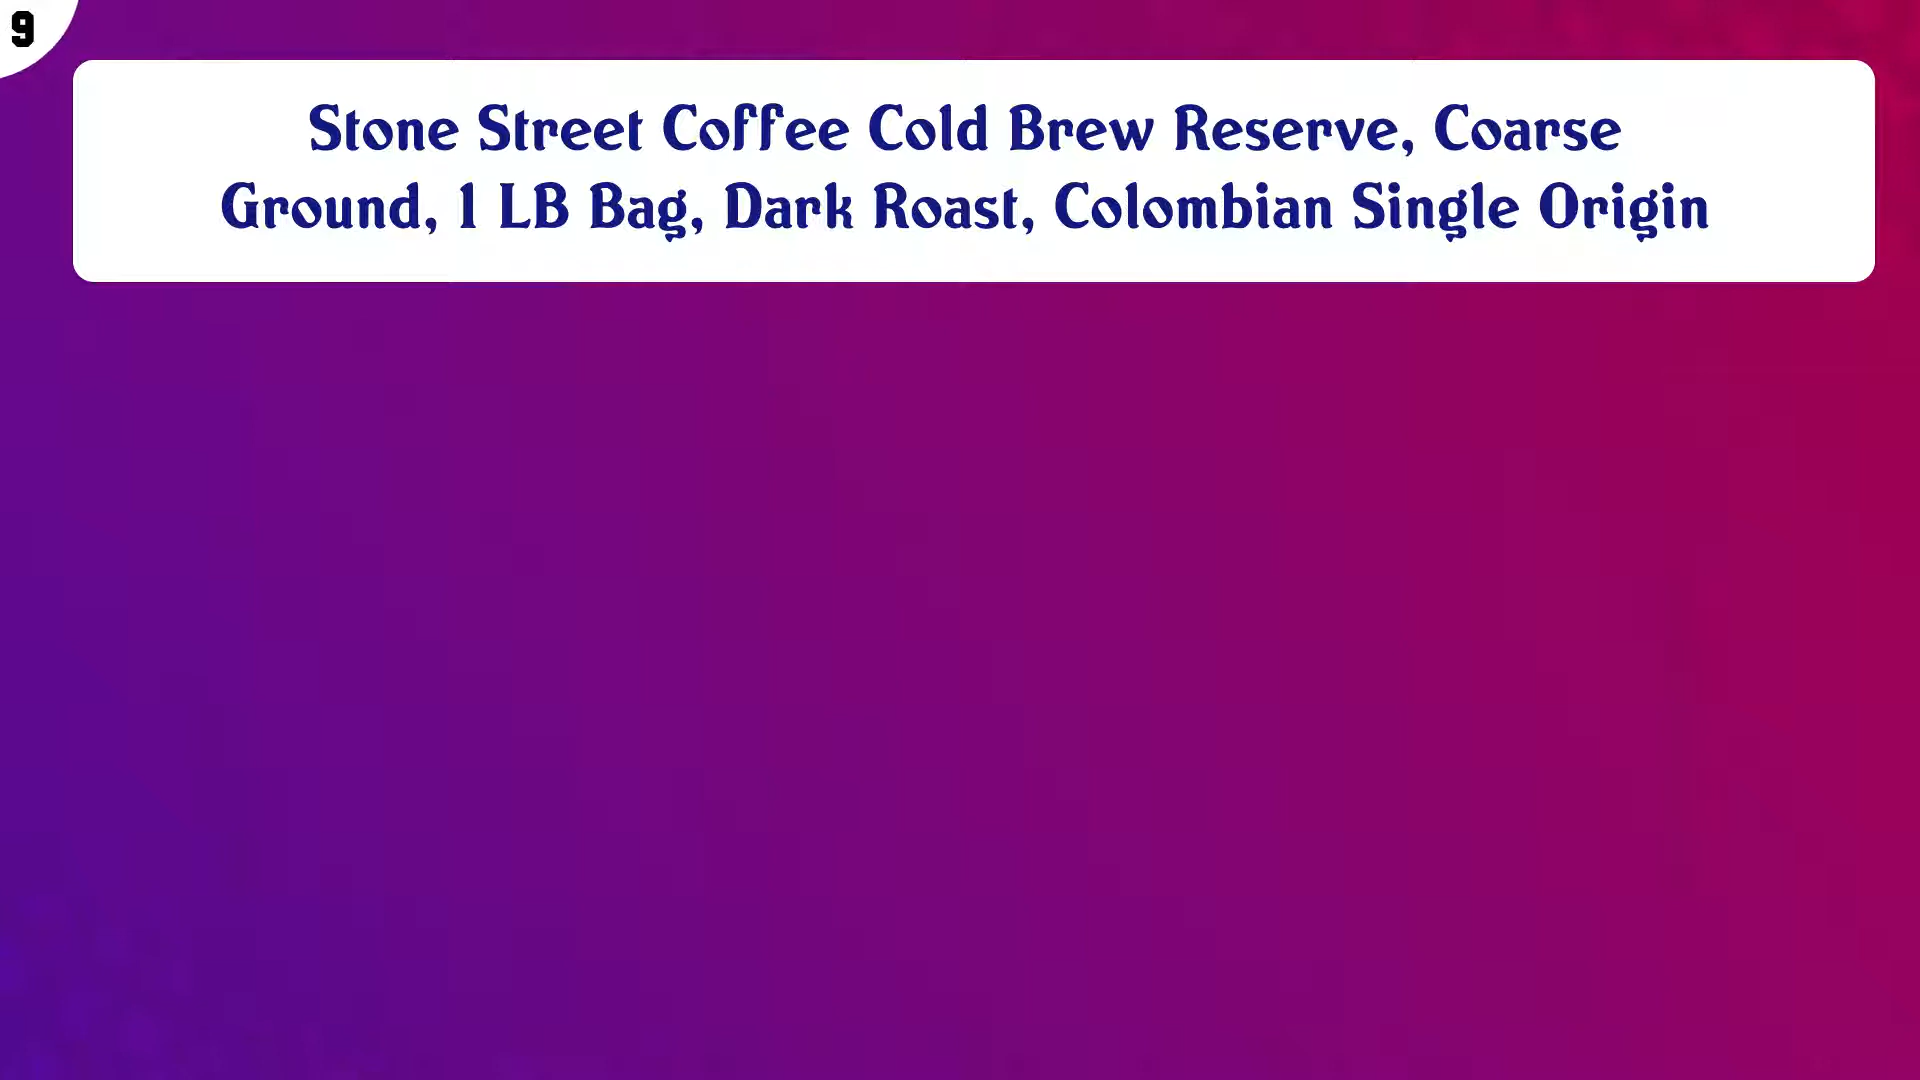 9
Stone Street Coffee Cold Brew Reserve, Coarse
Ground, 1 LB Bag, Dark Roast, Colombian Single Origin